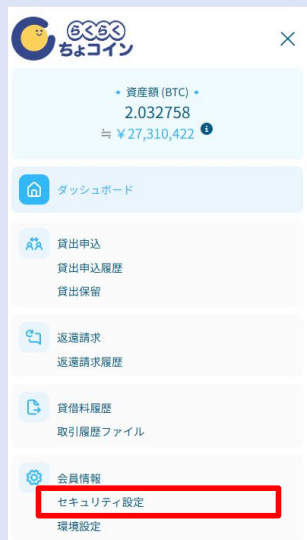 らくらく
ちょコイン
資産額 (BTC)
2.032758
≒ ¥27,310,422
ダッシュボード
貸出申込
貸出申込履歴
貸出保留
返還請求
返還請求履歴
貸借料履歴
取引履歴ファイル
会員情報
セキュリティ設定
環境設定